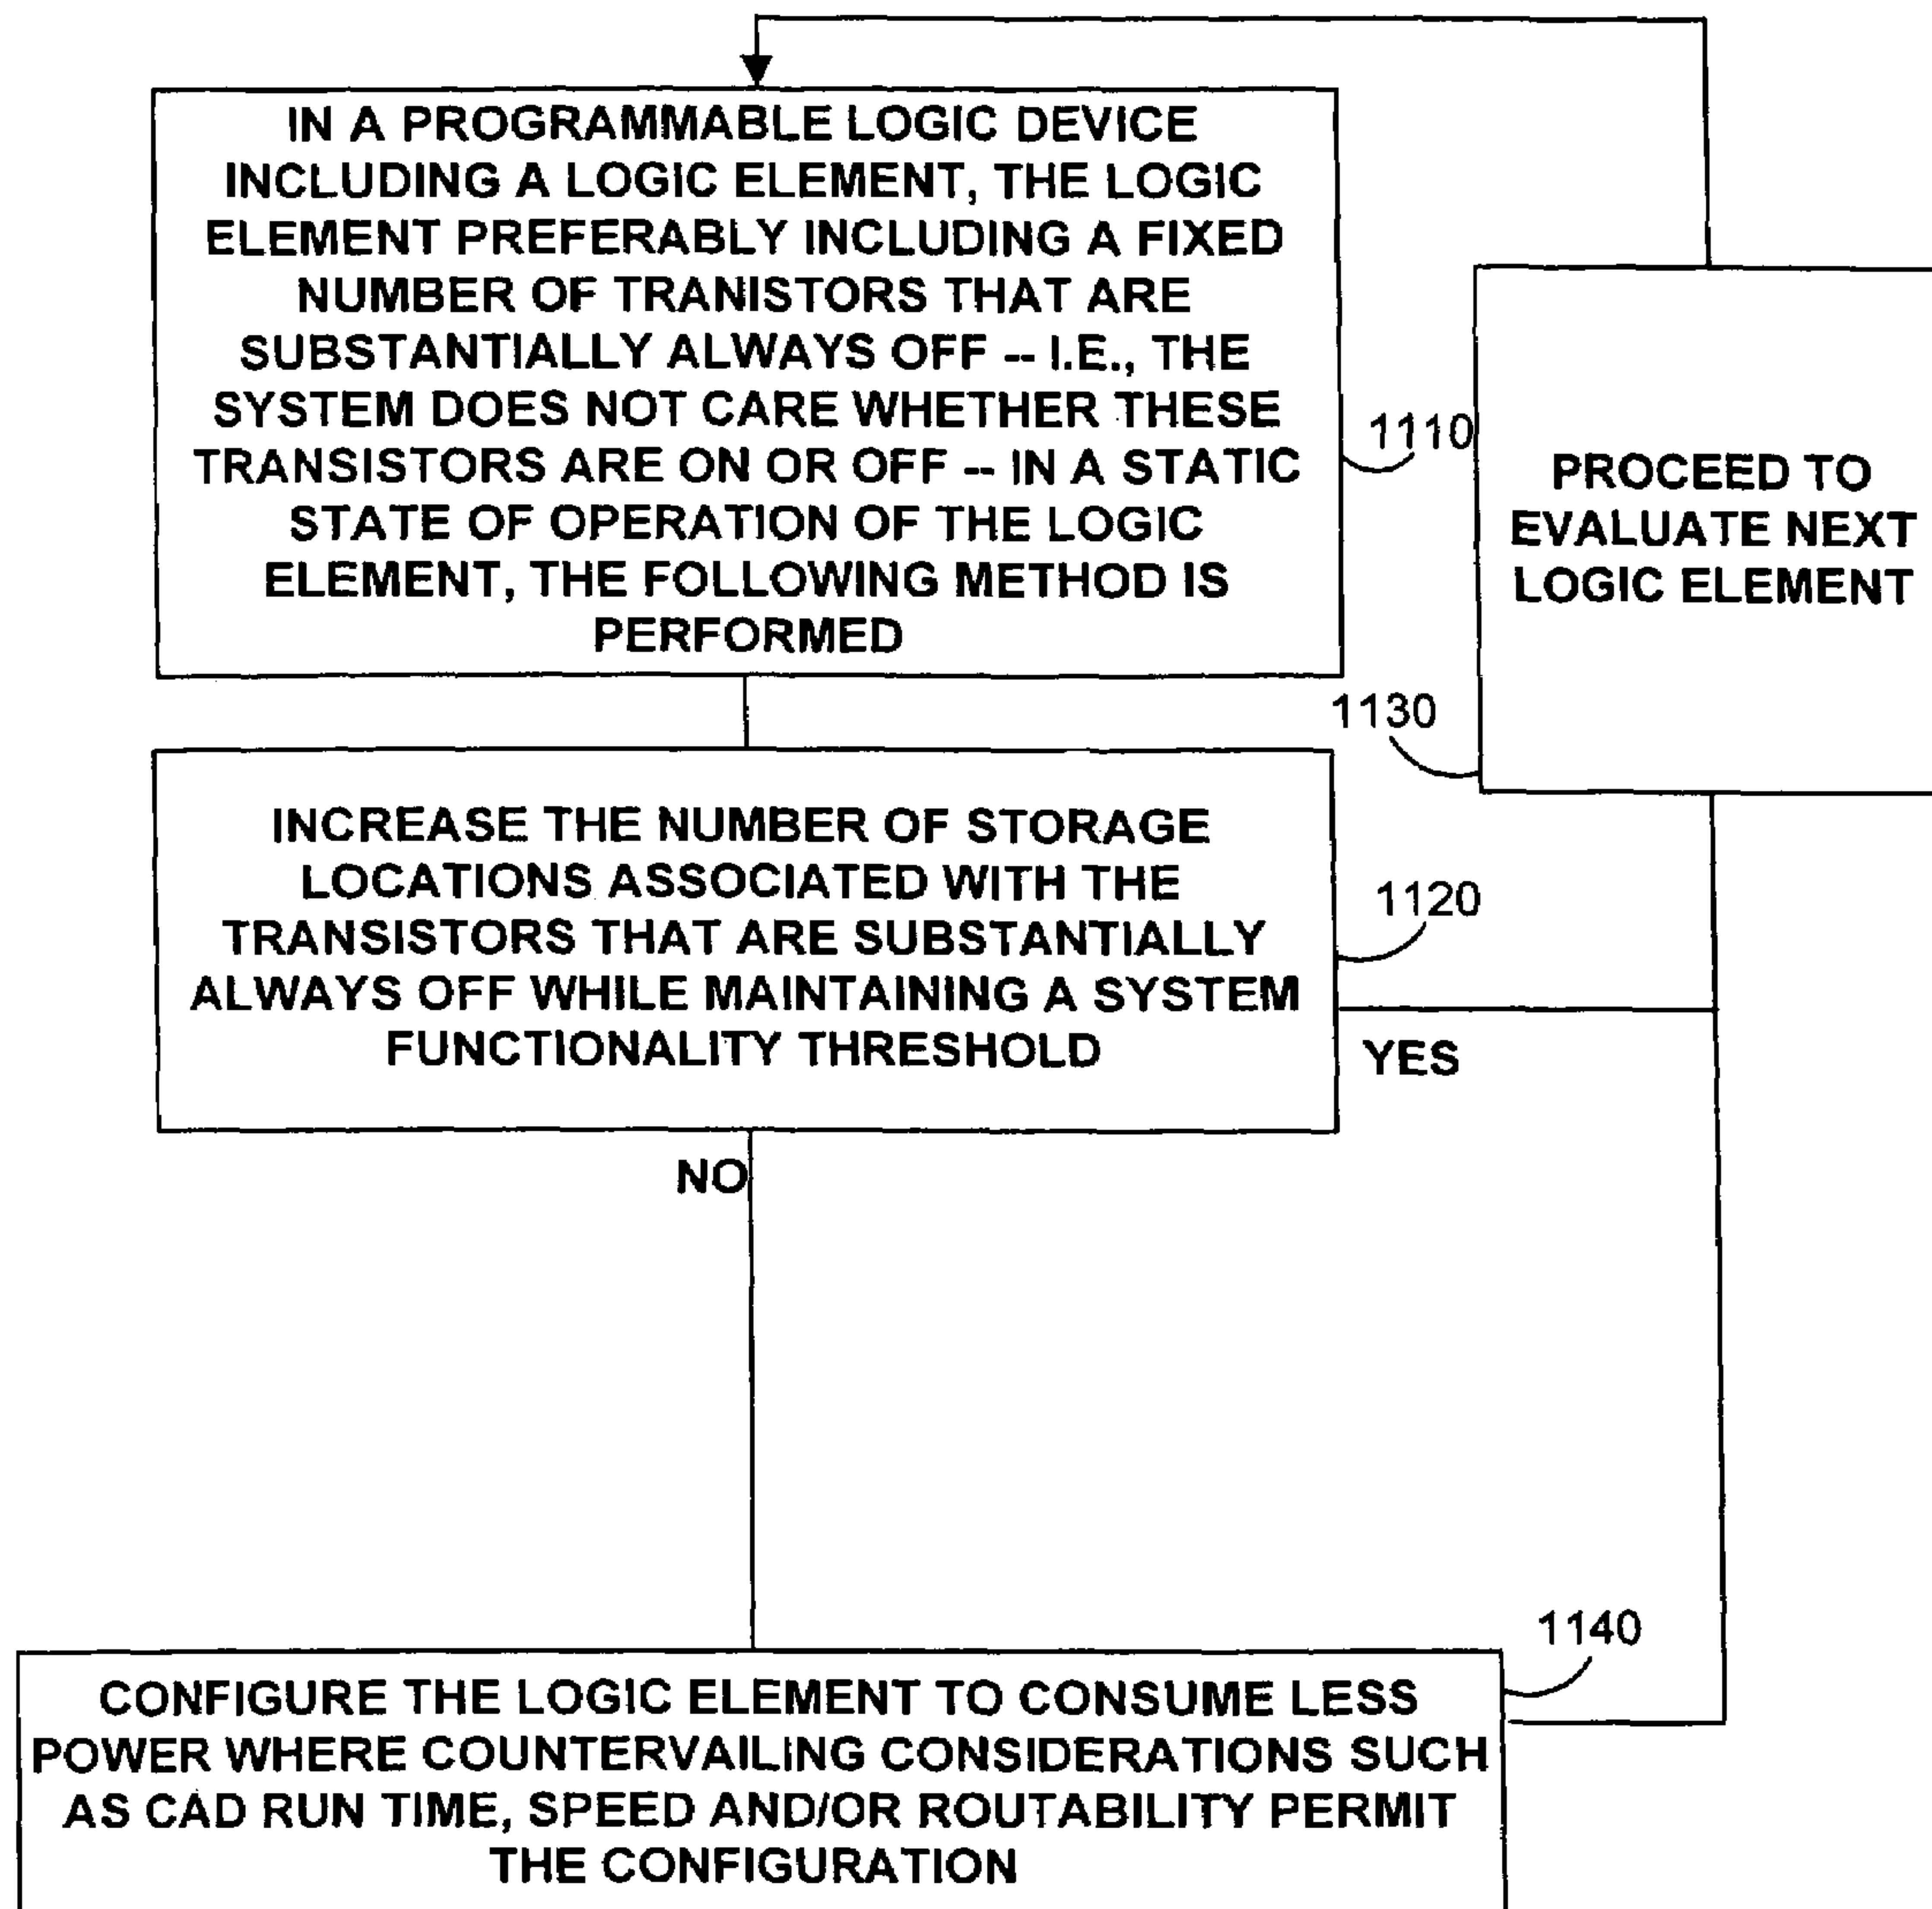 IN A PROGRAMMABLE LOGIC DEVICE
INCLUDING A LOGIC ELEMENT, THE LOGIC
ELEMENT PREFERABLY INCLUDING A FIXED
NUMBER OF TRANISTORS THAT ARE
SUBSTANTIALLY ALWAYS OFF -- I.E., THE
SYSTEM DOES NOT CARE WHETHER THESE
TRANSISTORS ARE ON OR OFF -- IN A STATIC
STATE OF OPERATION OF THE LOGIC
ELEMENT, THE FOLLOWING METHOD IS
PERFORMED
1110
PROCEED TO
EVALUATE NEXT
LOGIC ELEMENT
1130
INCREASE THE NUMBER OF STORAGE
LOCATIONS ASSOCIATED WITH THE
TRANSISTORS THAT ARE SUBSTANTIALLY
ALWAYS OFF WHILE MAINTAINING A SYSTEM
FUNCTIONALITY THRESHOLD
1120
YES
NO
1140
CONFIGURE THE LOGIC ELEMENT TO CONSUME LESS
POWER WHERE COUNTERVAILING CONSIDERATIONS SUCH
AS CAD RUN TIME, SPEED AND/OR ROUTABILITY PERMIT
THE CONFIGURATION